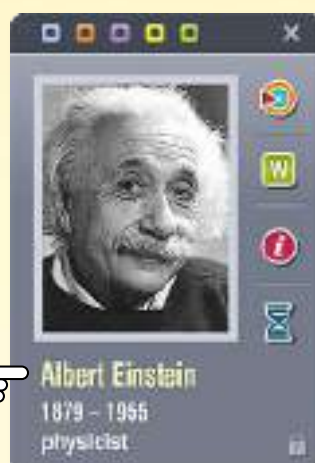 W
i
Albert Einstein
1879 – 1955
physicist